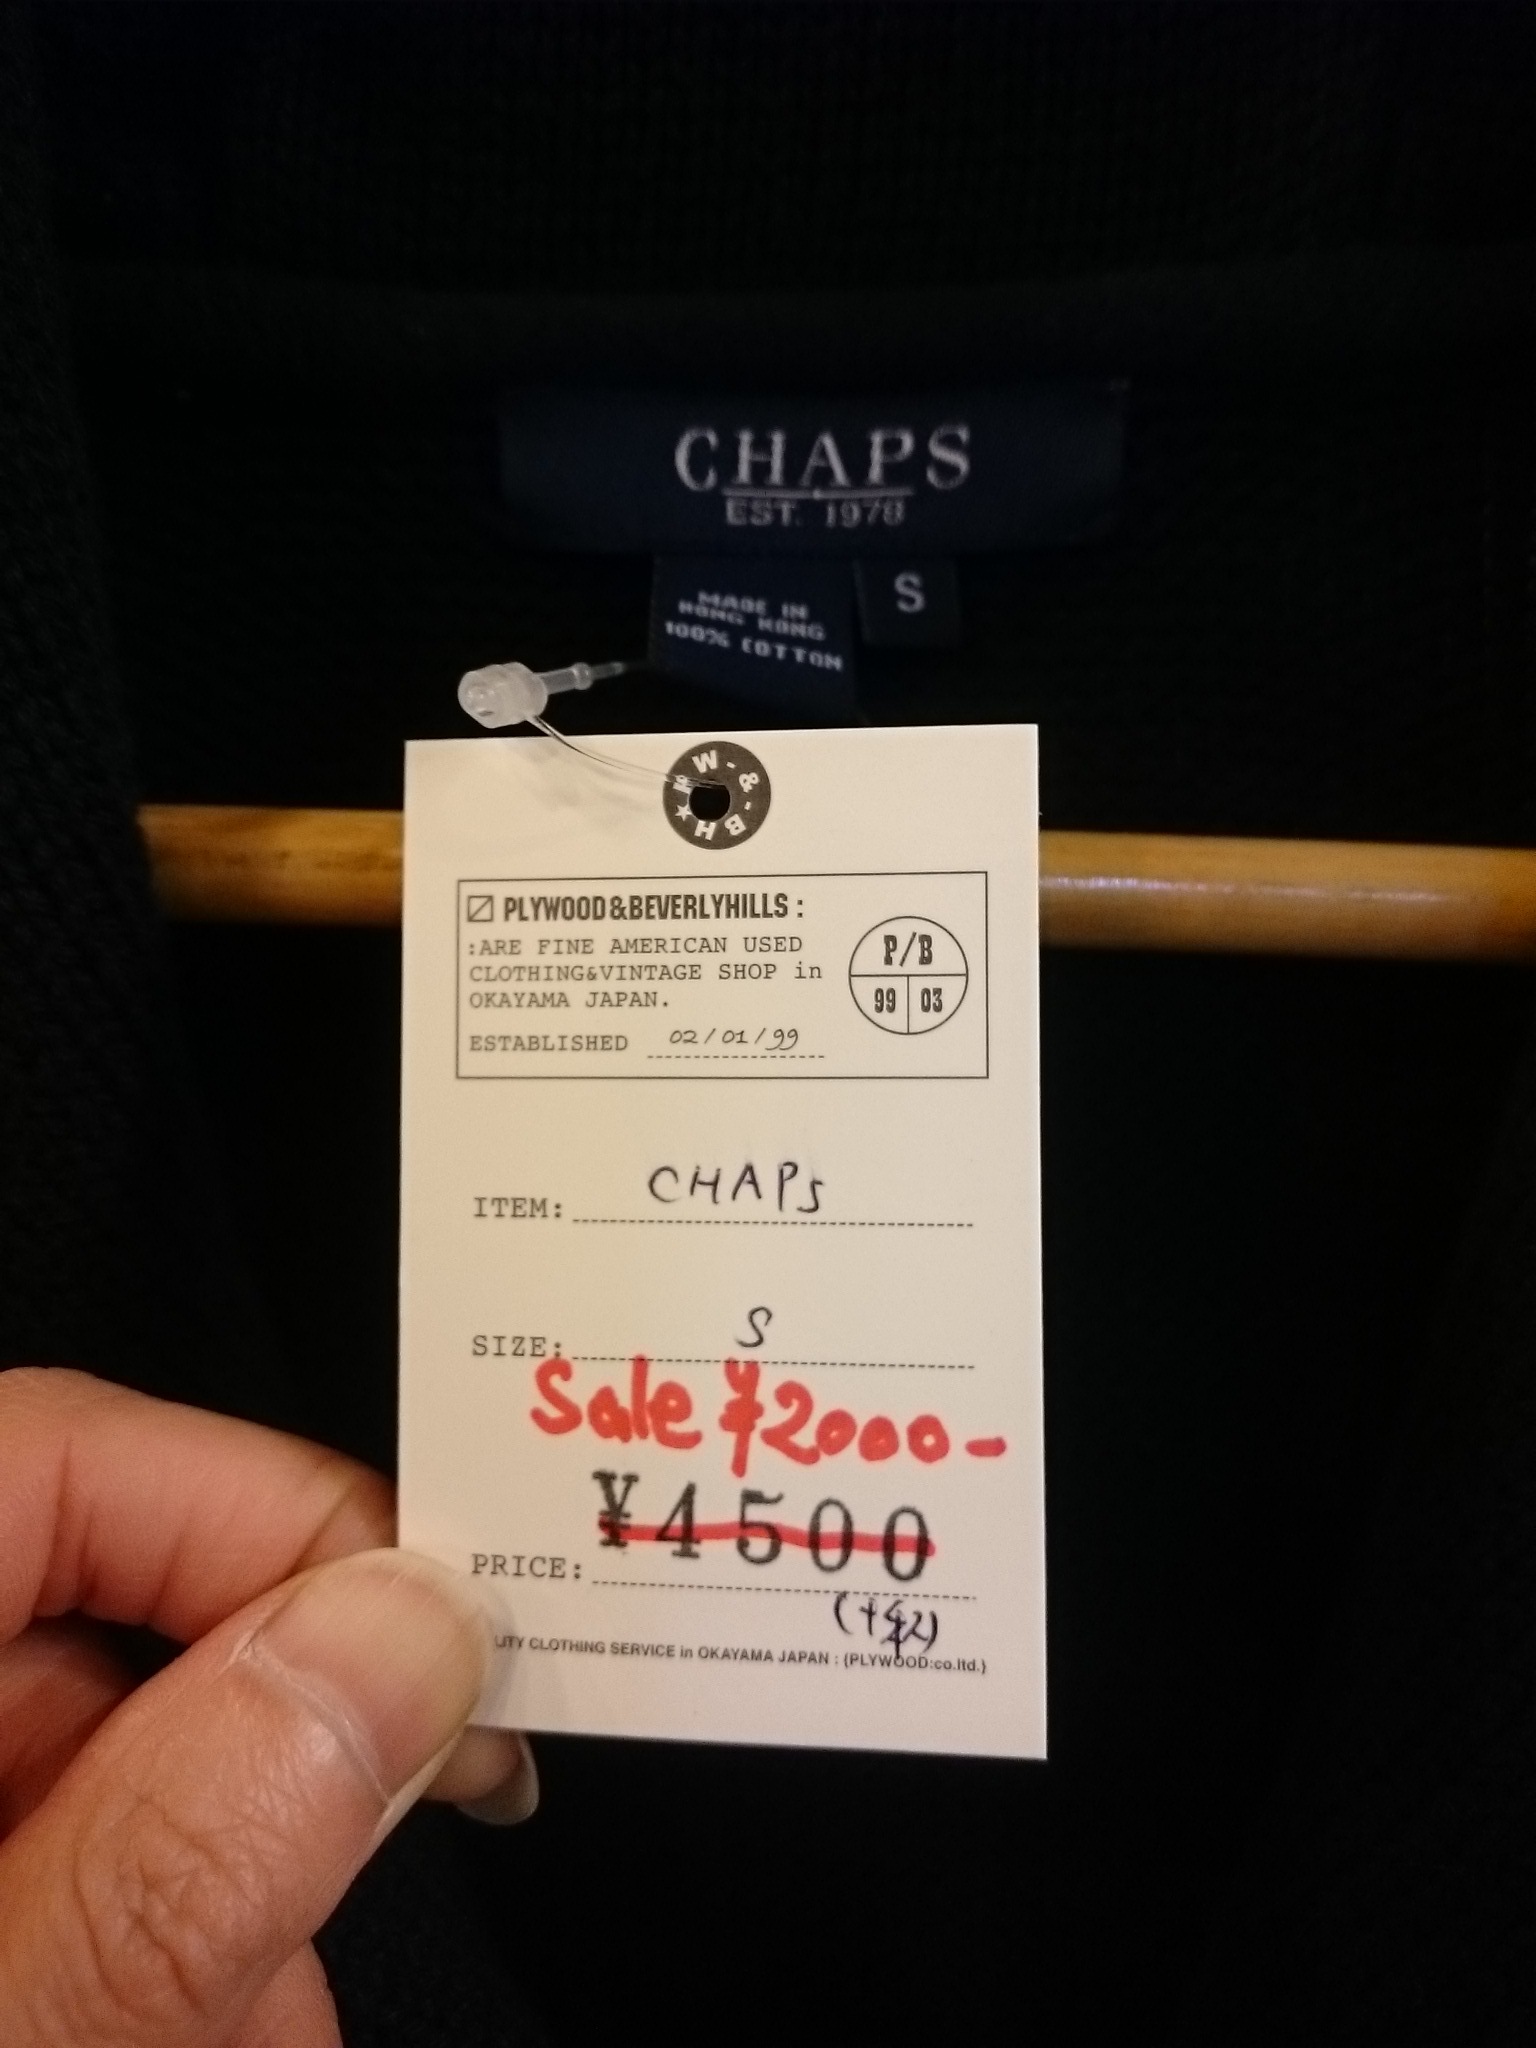 CHAPS
EST. 1978
S
MADE IN
HONG KONG
100% COTTON
PW-&-BH★
PLYWOOD&BEVERLYHILLS:
:ARE FINE AMERICAN USED
CLOTHING&VINTAGE SHOP in
OKAYAMA JAPAN.
ESTABLISHED 02/01/99
P/B
99 03
ITEM: CHAPS
SIZE: S
Sale ¥2000-
¥4500
PRICE:
CLOTHING SERVICE in OKAYAMA JAPAN : {PLYWOOD:co.ltd.}